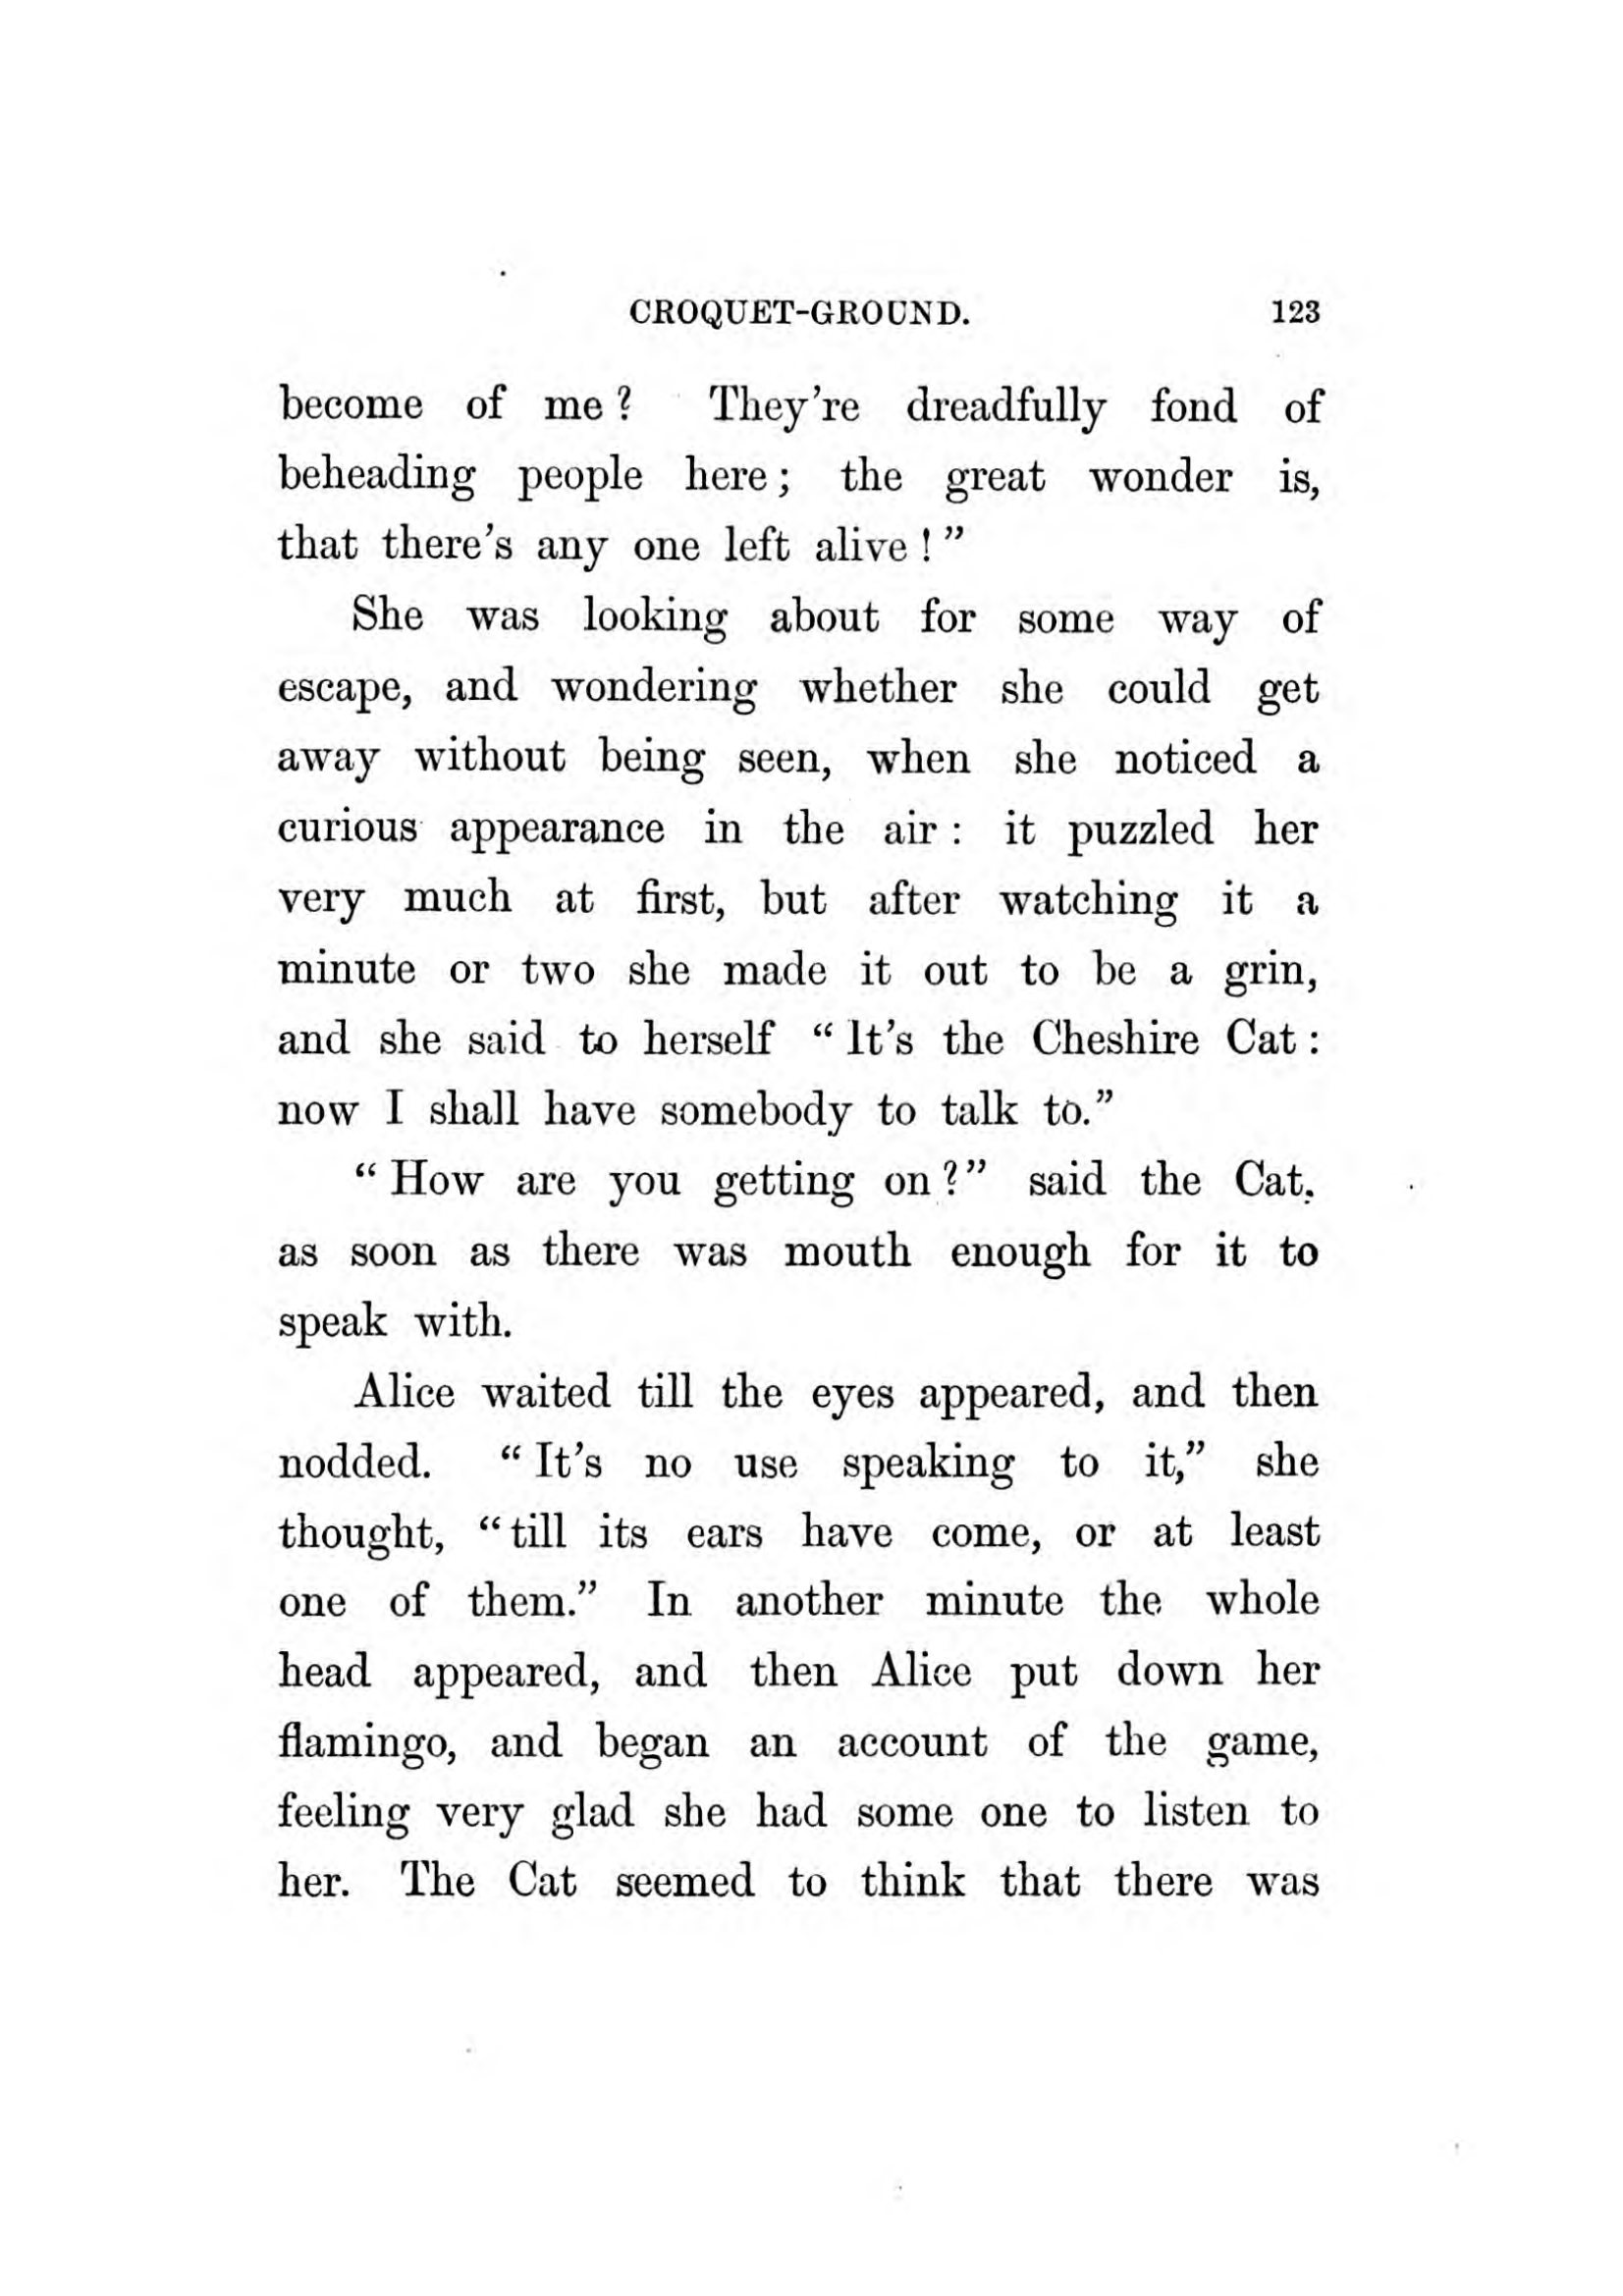 CROQUET-GROUND. 123
become of me? They're dreadfully fond of
beheading people here; the great wonder is,
that there's any one left alive!"
She was looking about for some way of
escape, and wondering whether she could get
away without being seen, when she noticed a
curious appearance in the air: it puzzled her
very much at first, but after watching it a
minute or two she made it out to be a grin,
and she said to herself "It's the Cheshire Cat:
now I shall have somebody to talk to."
"How are you getting on?" said the Cat,
as soon as there was mouth enough for it to
speak with.
Alice waited till the eyes appeared, and then
nodded. "It's no use speaking to it," she
thought, "till its ears have come, or at least
one of them." In another minute the whole
head appeared, and then Alice put down her
flamingo, and began an account of the game,
feeling very glad she had some one to listen to
her. The Cat seemed to think that there was